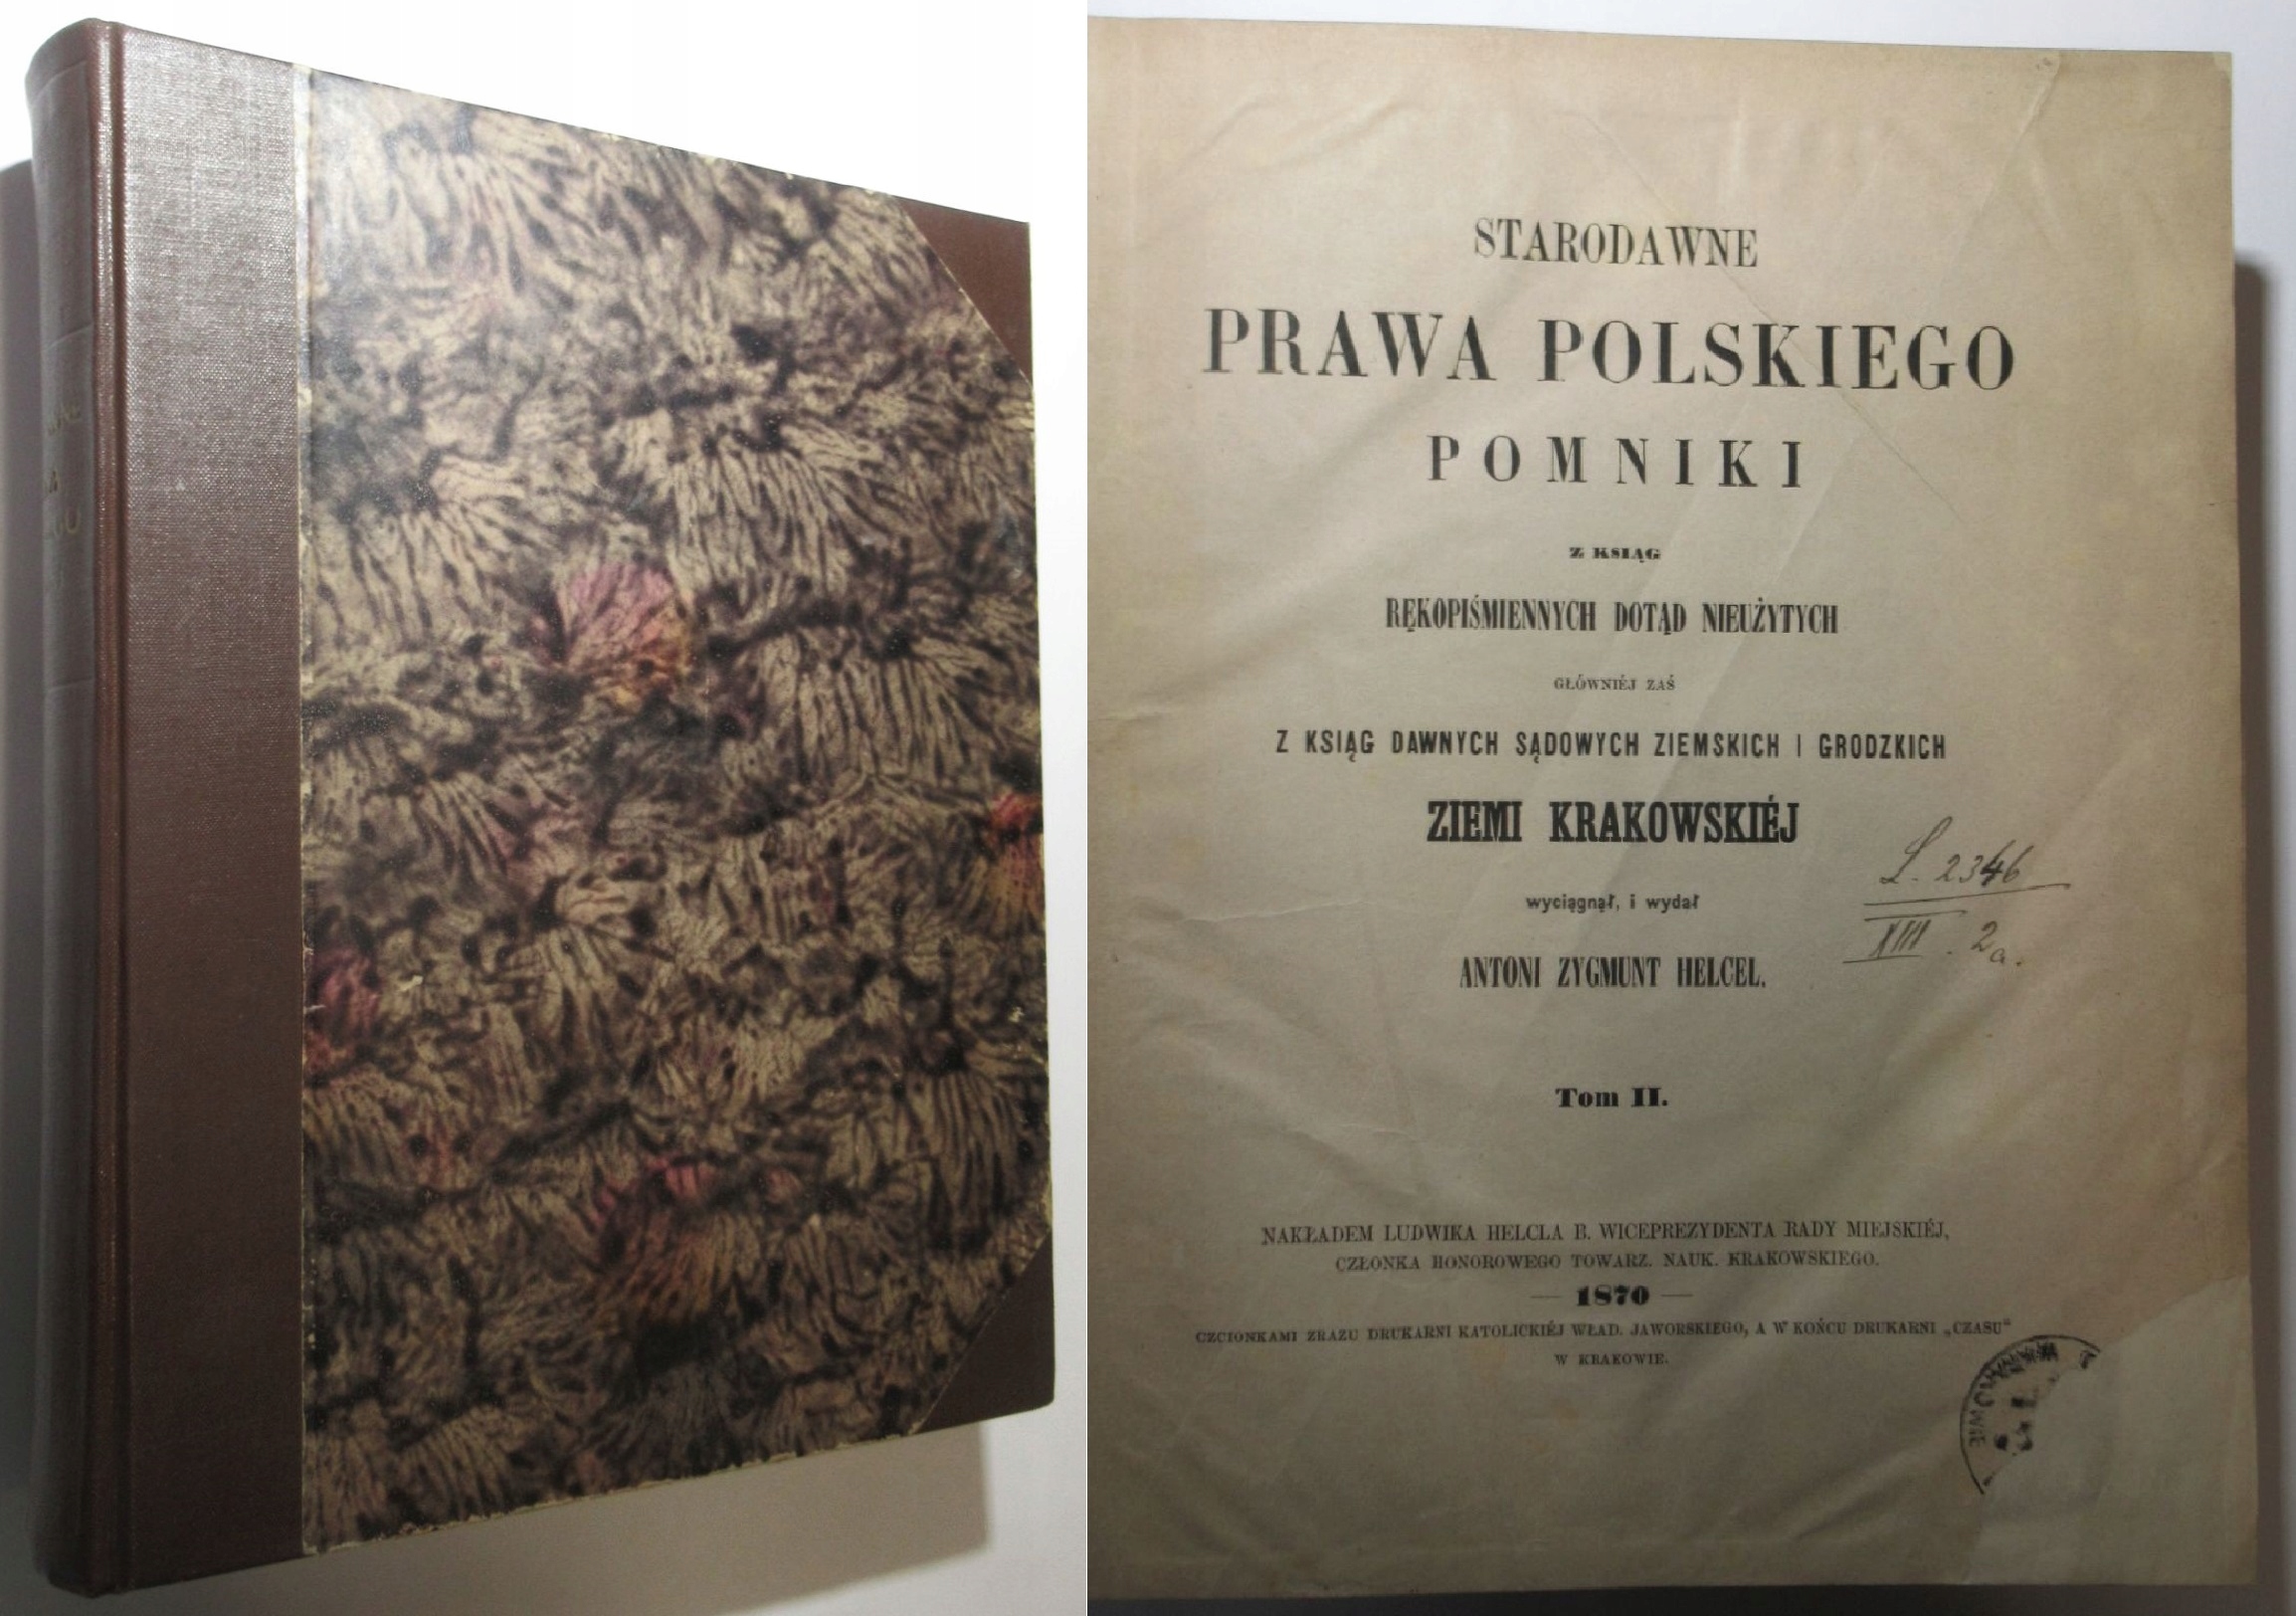 STARODAWNE
PRAWA POLSKIEGO
POMNIKI
Z KSIĄG
RĘKOPIŚMIENNYCH DOTĄD NIEUŻYTYCH
GŁÓWNIÉJ ZAŚ
Z KSIĄG DAWNYCH SĄDOWYCH ZIEMSKICH I GRODZKICH
ZIEMI KRAKOWSKIÉJ
wyciągnął, i wydał
ANTONI ZYGMUNT HELCEL.
L. 2346
XIII . 2a.
Tom II.
NAKŁADEM LUDWIKA HELCLA B. WICEPREZYDENTA RADY MIEJSKIÉJ,
CZŁONKA HONOROWEGO TOWARZ. NAUK. KRAKOWSKIEGO.
— 1870 —
CZCIONKAMI ZRAZU DRUKARNI KATOLICKIÉJ WŁAD. JAWORSKIEGO, A W KOŃCU DRUKARNI „CZASU"
W KRAKOWIE.